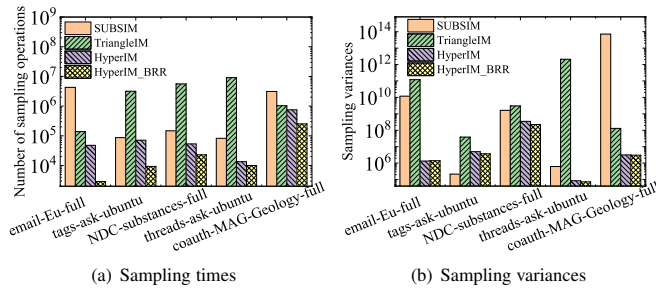 Number of sampling operations
10^9
10^8
10^7
10^6
10^5
10^4
SUBSIM
TriangleIM
HyperIM
HyperIM_BRR
email-Eu-full
tags-ask-ubuntu
NDC-substances-full
threads-ask-ubuntu
coauth-MAG-Geology-full
(a) Sampling times
Sampling variances
10^14
10^12
10^10
10^8
10^6
SUBSIM
TriangleIM
HyperIM
HyperIM_BRR
email-Eu-full
tags-ask-ubuntu
NDC-substances-full
threads-ask-ubuntu
coauth-MAG-Geology-full
(b) Sampling variances